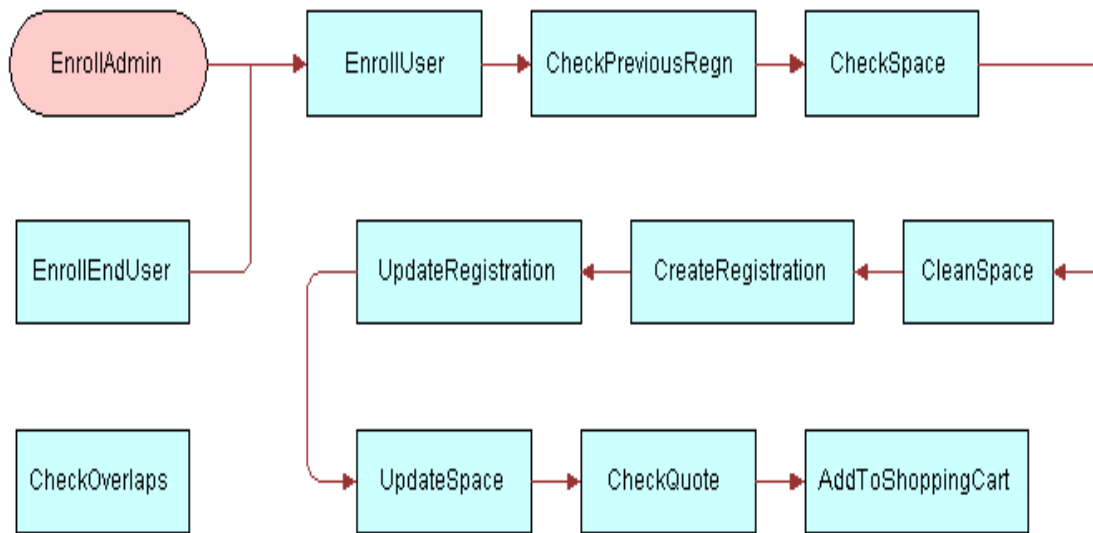 EnrollAdmin
EnrollUser
CheckPreviousRegn
CheckSpace
EnrollEndUser
UpdateRegistration
CreateRegistration
CleanSpace
CheckOverlaps
UpdateSpace
CheckQuote
AddToShoppingCart